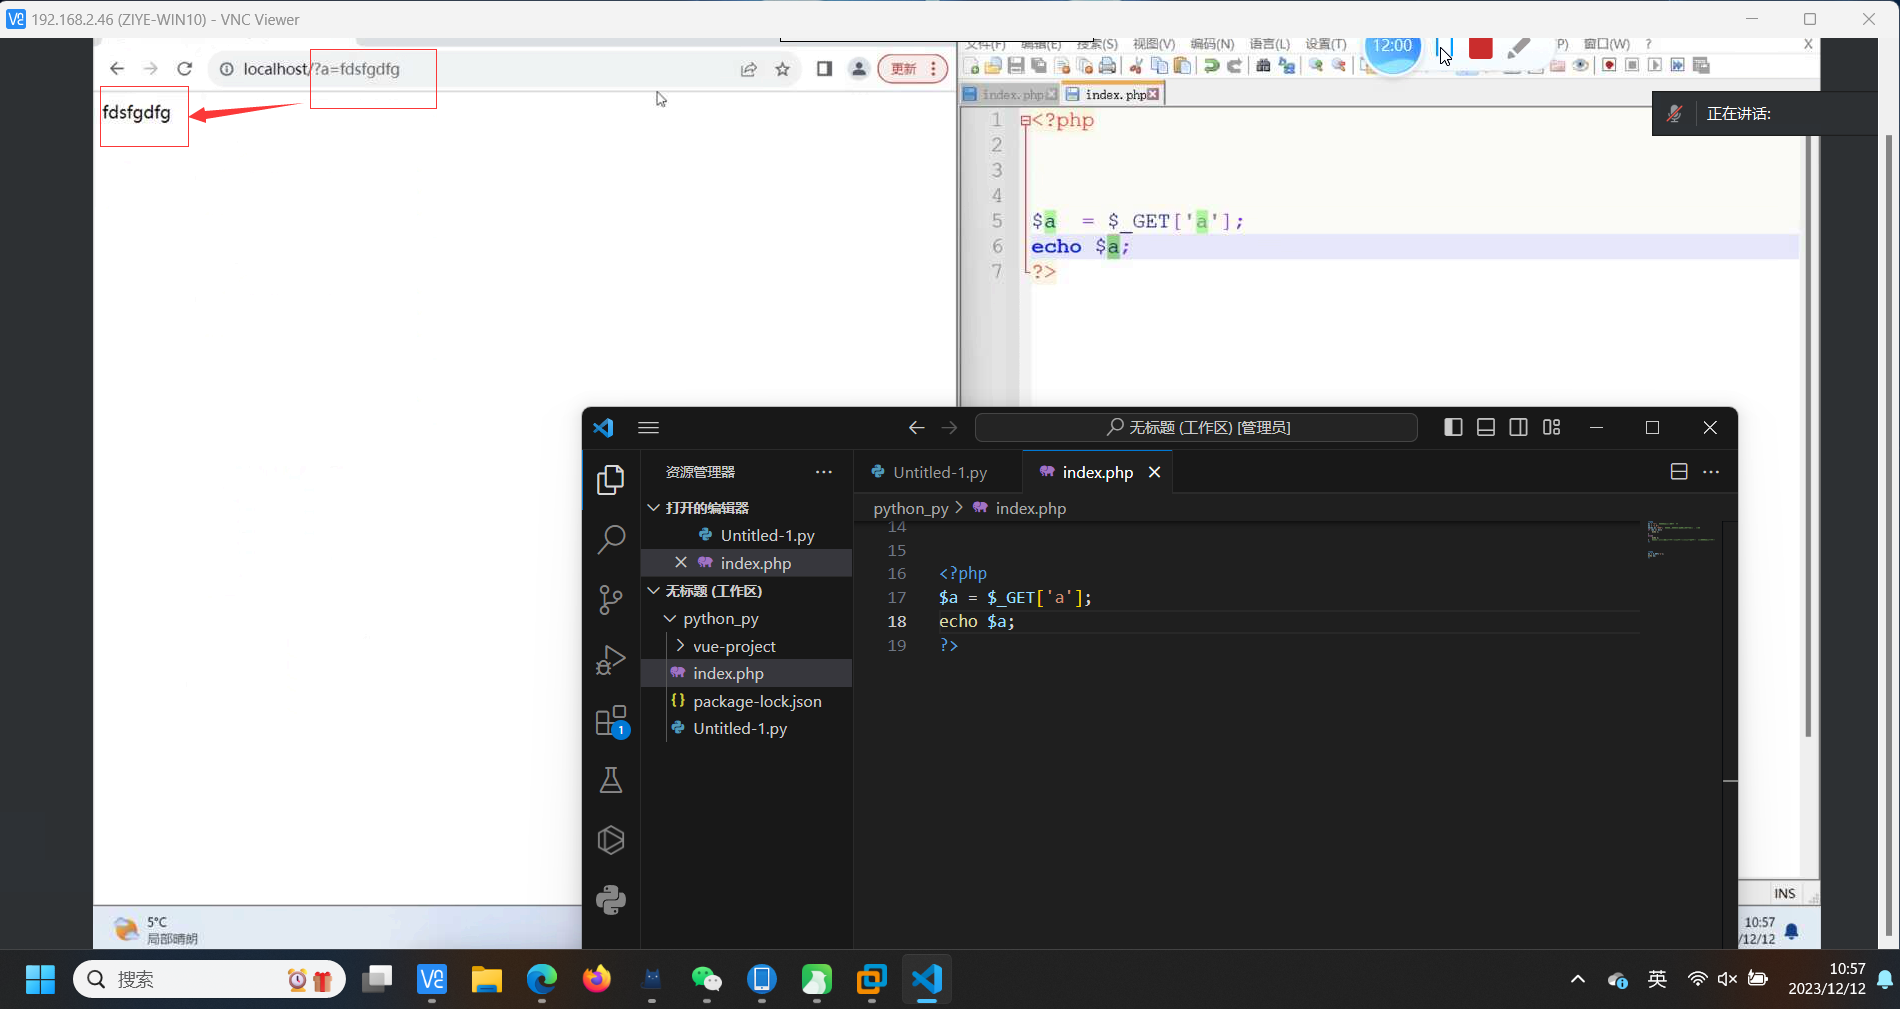 192.168.2.46 (ZIYE-WIN10) - VNC Viewer
localhost/?a=fdsfgdfg
更新
fdsfgdfg
文件(F) 编辑(E) 搜索(S) 视图(V) 编码(N) 语言(L) 设置(T)
12:00
P) 窗口(W) ?
X
index.php
index.php
正在讲话:
1 <?php
2
3
4
5 $a = $_GET['a'];
6 echo $a;
7 ?>
无标题 (工作区) [管理员]
资源管理器
打开的编辑器
Untitled-1.py
index.php
无标题 (工作区)
python_py
vue-project
index.php
package-lock.json
Untitled-1.py
1
Untitled-1.py
index.php
python_py
index.php
14
15
16 <?php
17 $a = $_GET['a'];
18 echo $a;
19 ?>
INS
5°C
局部晴朗
10:57
/12/12
搜索
英
10:57
2023/12/12